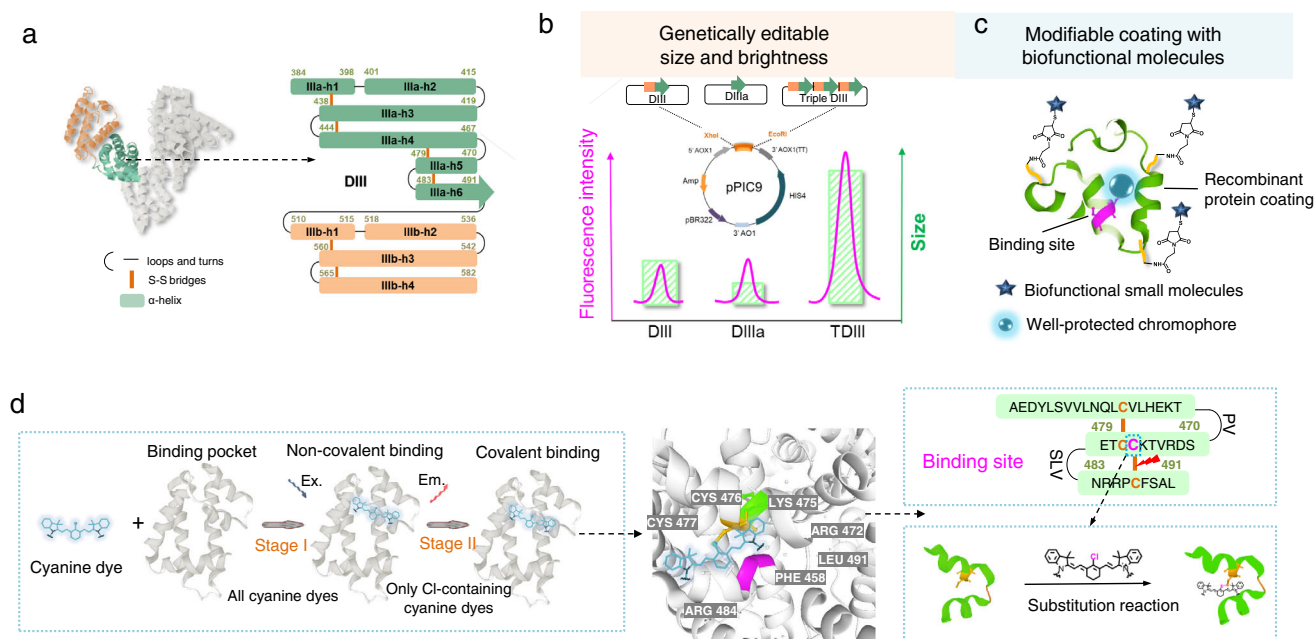 a
384
398
401
415
IIIa-h1
IIIa-h2
438
419
IIIa-h3
444
467
IIIa-h4
479
470
IIIa-h5
483
491
IIIa-h6
DIII
510
515
518
536
IIIb-h1
IIIb-h2
560
542
IIIb-h3
565
582
IIIb-h4
loops and turns
S-S bridges
α-helix
b
Genetically editable
size and brightness
DIII
DIIIa
Triple DIII
XhoI
EcoRI
5' AOX1
3' AOX1(TT)
Amp
pPIC9
HIS4
pBR322
3' AO1
Fluorescence intensity
Size
DIII
DIIIa
TDIII
c
Modifiable coating with
biofunctional molecules
S
N
O
O
NH
O
S
N
O
O
NH
O
S
N
O
O
NH
O
Recombinant
protein coating
Binding site
Biofunctional small molecules
Well-protected chromophore
d
Binding pocket
Non-covalent binding
Covalent binding
Ex.
Em.
+
Stage I
Stage II
Cyanine dye
All cyanine dyes
Only Cl-containing
cyanine dyes
CYS 476
LYS 475
CYS 477
ARG 472
LEU 491
PHE 458
ARG 484
Binding site
AEDYLSVVLNQLCVLHEKT
479
470
PV
ETCCKTVRDS
SLV
483
491
NRRPCFSAL
Cl
N
N
Substitution reaction